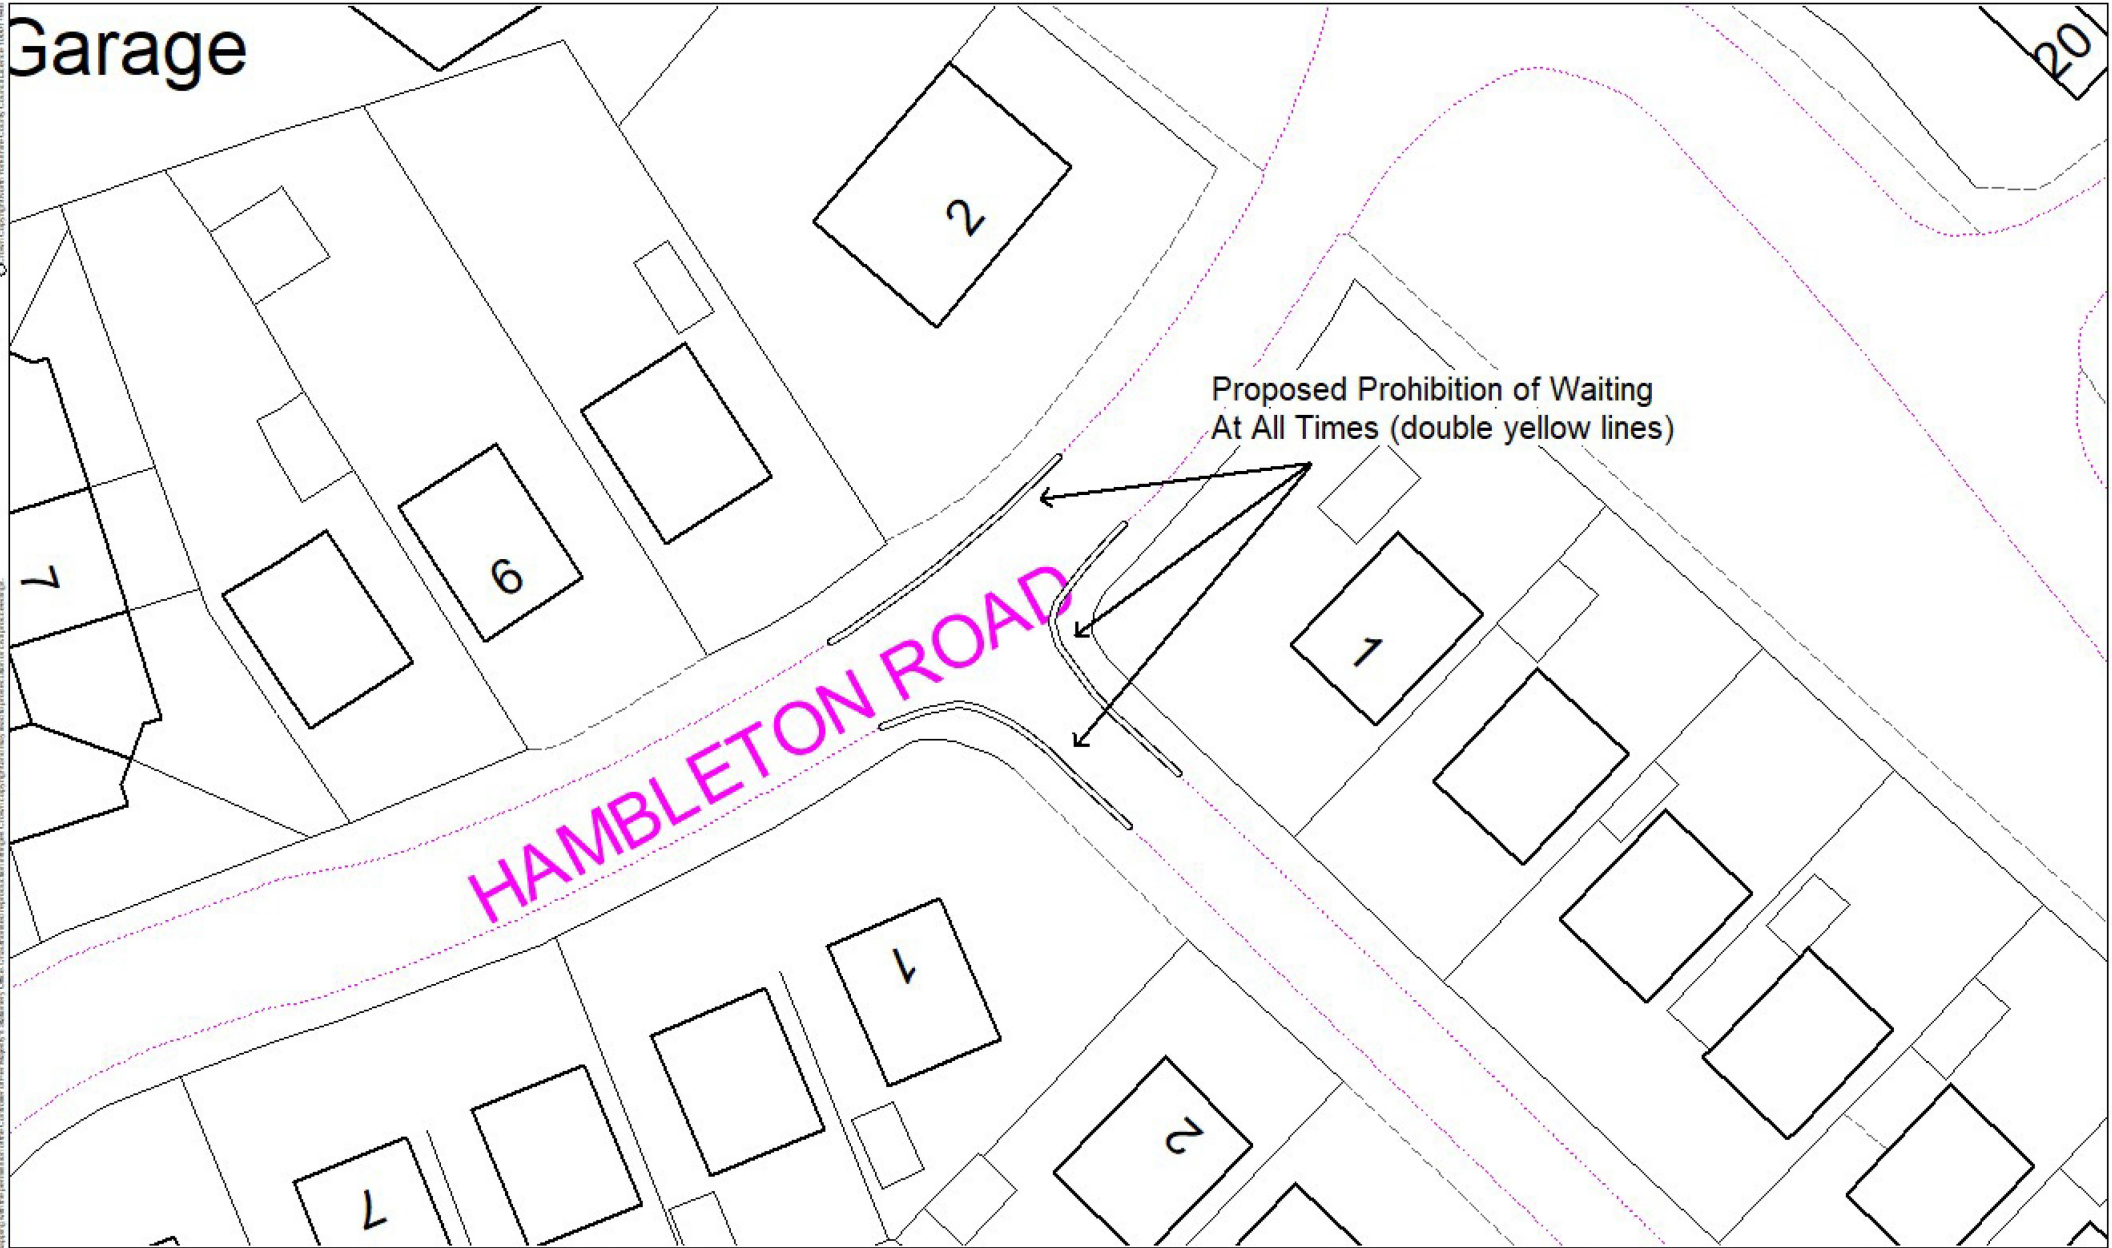 Garage
20
2
Proposed Prohibition of Waiting
At All Times (double yellow lines)
7
6
HAMBLETON ROAD
1
1
2
7